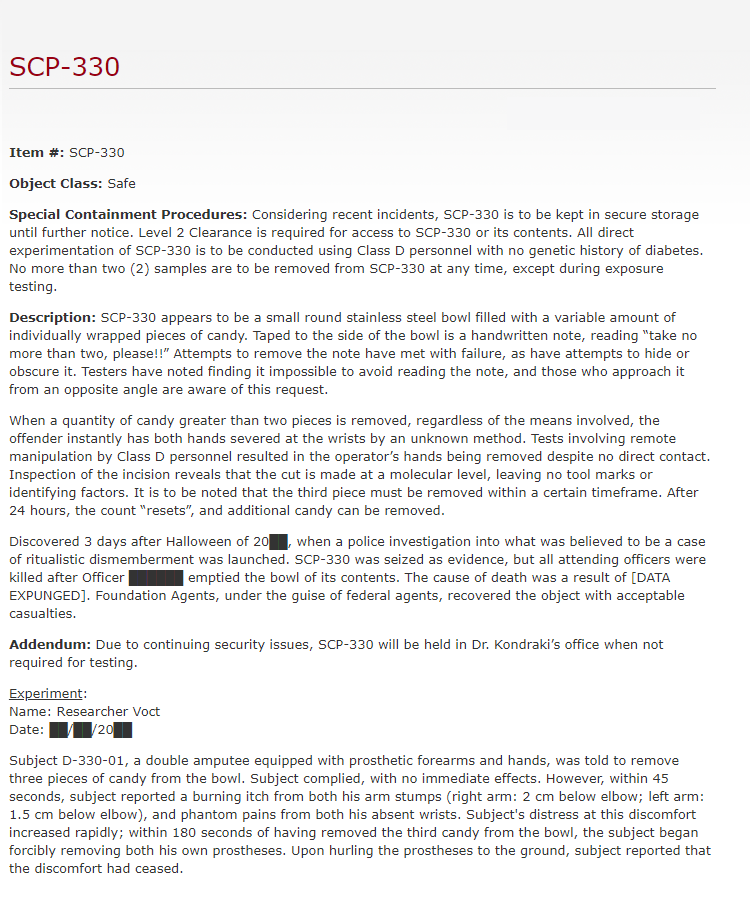 SCP-330
Item #: SCP-330
Object Class: Safe
Special Containment Procedures: Considering recent incidents, SCP-330 is to be kept in secure storage
until further notice. Level 2 Clearance is required for access to SCP-330 or its contents. All direct
experimentation of SCP-330 is to be conducted using Class D personnel with no genetic history of diabetes.
No more than two (2) samples are to be removed from SCP-330 at any time, except during exposure
testing.
Description: SCP-330 appears to be a small round stainless steel bowl filled with a variable amount of
individually wrapped pieces of candy. Taped to the side of the bowl is a handwritten note, reading “take no
more than two, please!!” Attempts to remove the note have met with failure, as have attempts to hide or
obscure it. Testers have noted finding it impossible to avoid reading the note, and those who approach it
from an opposite angle are aware of this request.
When a quantity of candy greater than two pieces is removed, regardless of the means involved, the
offender instantly has both hands severed at the wrists by an unknown method. Tests involving remote
manipulation by Class D personnel resulted in the operator’s hands being removed despite no direct contact.
Inspection of the incision reveals that the cut is made at a molecular level, leaving no tool marks or
identifying factors. It is to be noted that the third piece must be removed within a certain timeframe. After
24 hours, the count “resets”, and additional candy can be removed.
Discovered 3 days after Halloween of 20██, when a police investigation into what was believed to be a case
of ritualistic dismemberment was launched. SCP-330 was seized as evidence, but all attending officers were
killed after Officer ██████ emptied the bowl of its contents. The cause of death was a result of [DATA
EXPUNGED]. Foundation Agents, under the guise of federal agents, recovered the object with acceptable
casualties.
Addendum: Due to continuing security issues, SCP-330 will be held in Dr. Kondraki’s office when not
required for testing.
Experiment:
Name: Researcher Voct
Date: ██/██/20██
Subject D-330-01, a double amputee equipped with prosthetic forearms and hands, was told to remove
three pieces of candy from the bowl. Subject complied, with no immediate effects. However, within 45
seconds, subject reported a burning itch from both his arm stumps (right arm: 2 cm below elbow; left arm:
1.5 cm below elbow), and phantom pains from both his absent wrists. Subject's distress at this discomfort
increased rapidly; within 180 seconds of having removed the third candy from the bowl, the subject began
forcibly removing both his own prostheses. Upon hurling the prostheses to the ground, subject reported that
the discomfort had ceased.